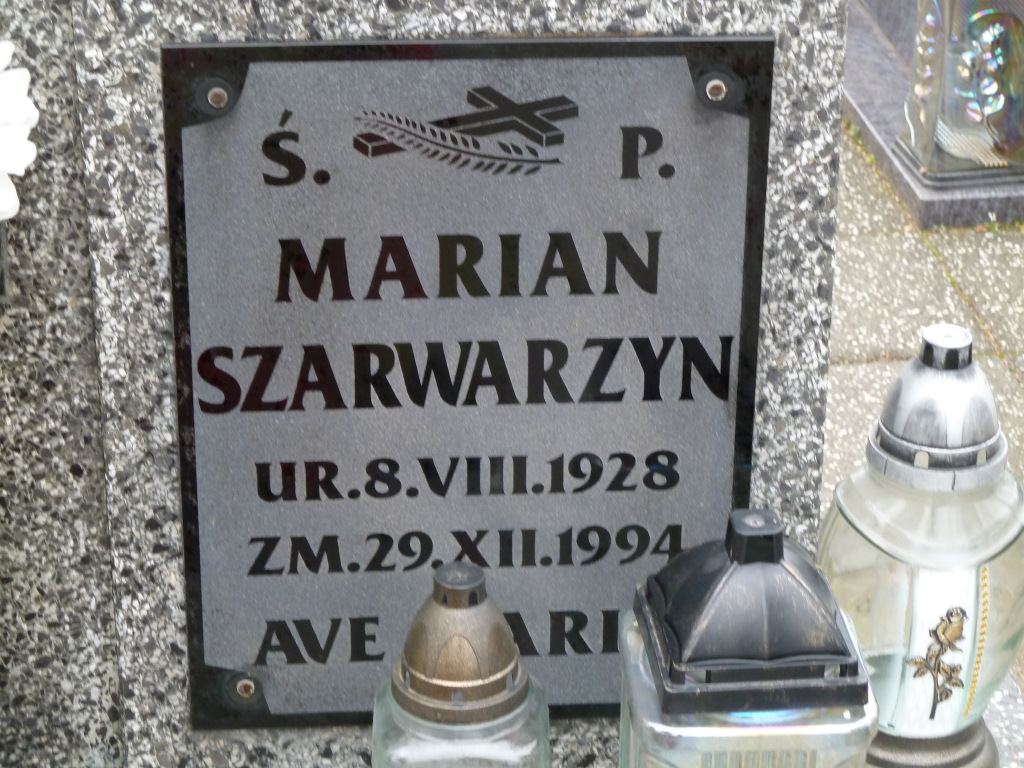 Ś. P.
MARIAN
SZARWARZYN
UR.8.VIII.1928
ZM.29.XII.1994
AVE